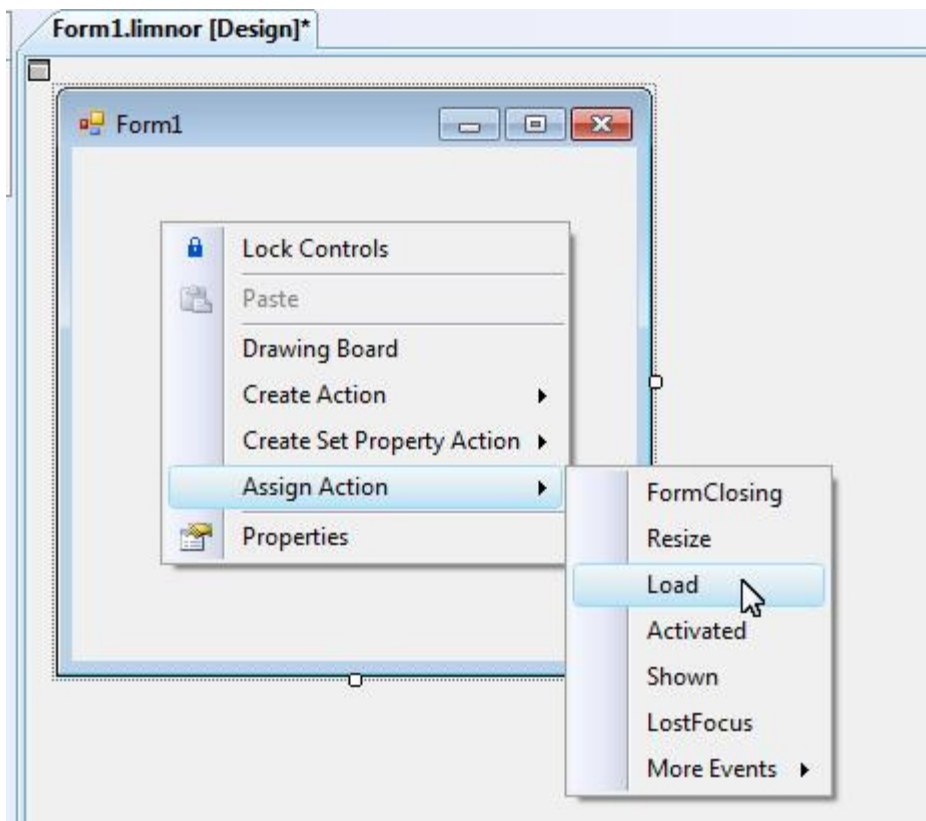 Form1.limnor [Design]*
Form1
Lock Controls
Paste
Drawing Board
Create Action
Create Set Property Action
Assign Action
Properties
FormClosing
Resize
Load
Activated
Shown
LostFocus
More Events